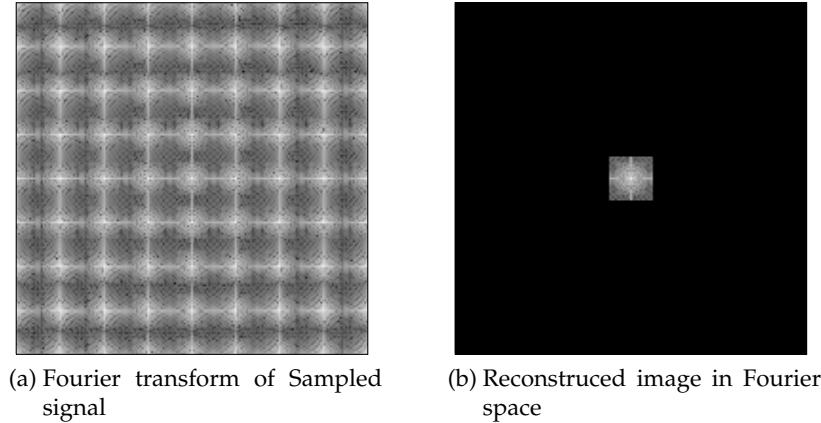 (a) Fourier transform of Sampled
signal
(b) Reconstruced image in Fourier
space